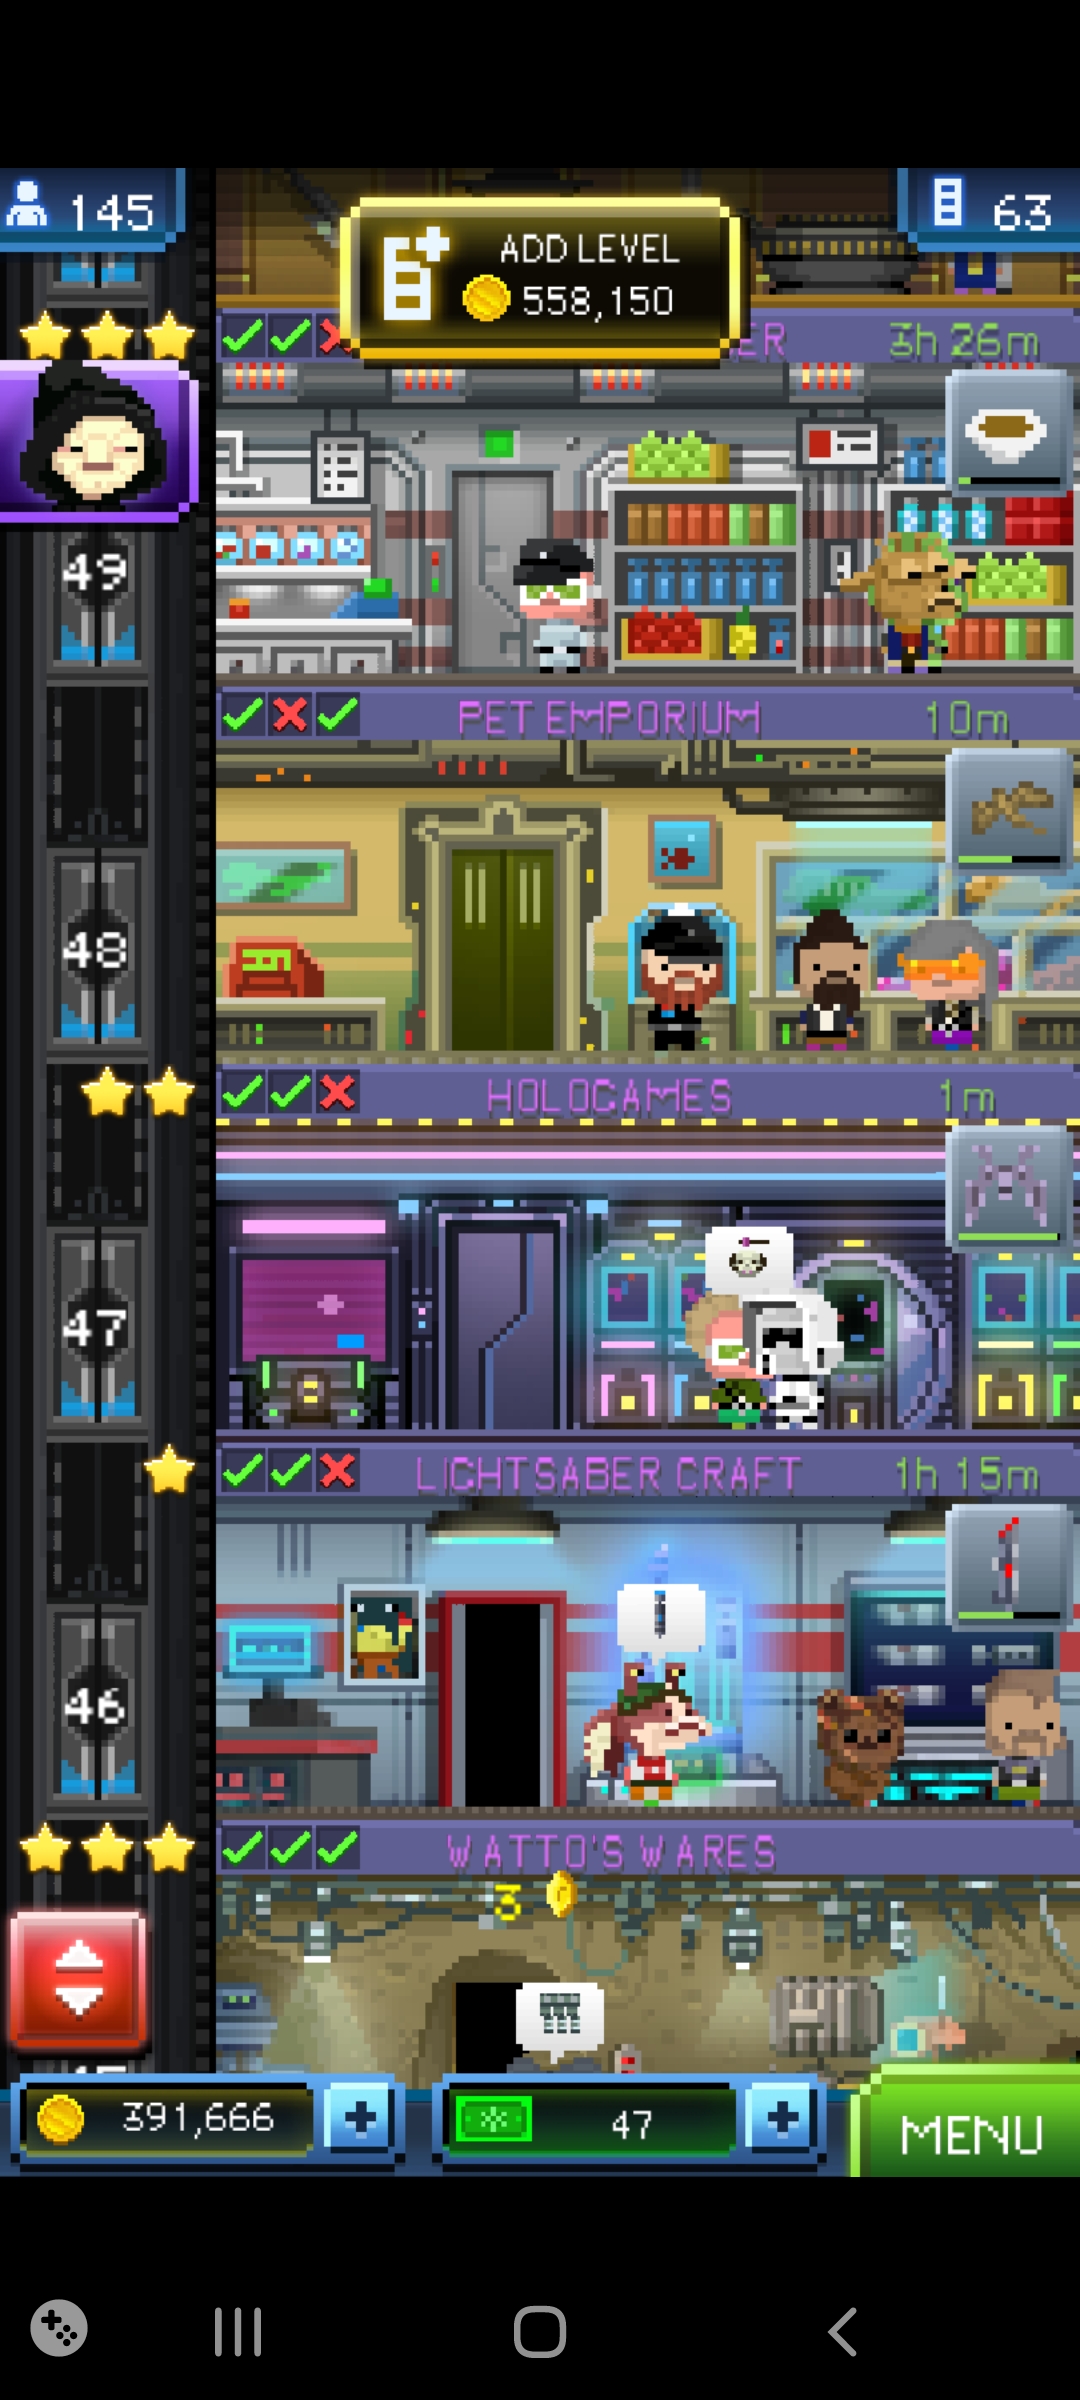 145
63
ADD LEVEL
558,150
ER 3h 26m
49
PET EMPORIUM 10m
48
HOLOGAMES 1m
47
LIGHTSABER CRAFT 1h 15m
46
WATTO'S WARES
3
391,666
47
MENU